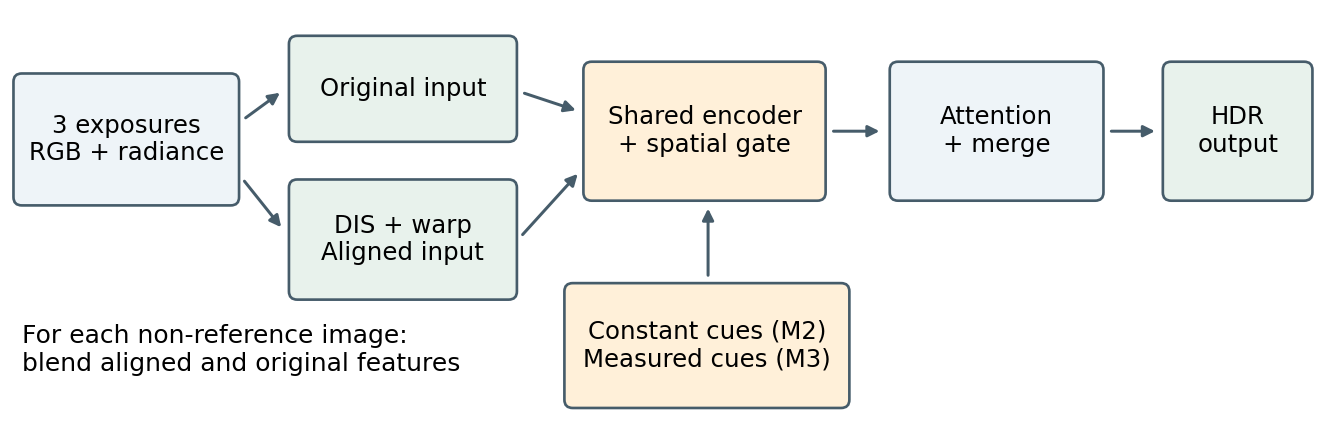 3 exposures
RGB + radiance
Original input
DIS + warp
Aligned input
Shared encoder
+ spatial gate
Attention
+ merge
HDR
output
Constant cues (M2)
Measured cues (M3)
For each non-reference image:
blend aligned and original features